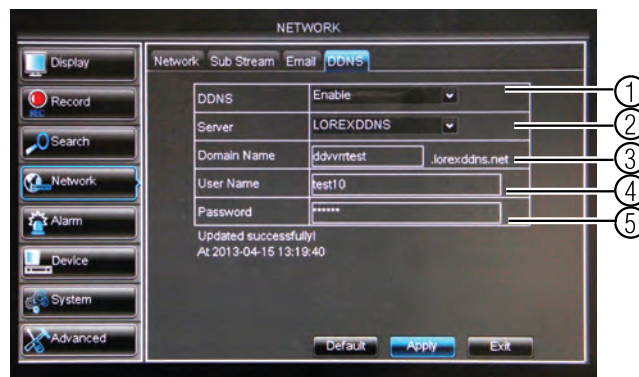 NETWORK
Display
Record
REC
Search
Network
Alarm
Device
System
Advanced
Network Sub Stream Email DDNS
DDNS Enable
Server LOREXDDNS
Domain Name ddvvrrtest .lorexddns.net
User Name test10
Password ******
Updated successfully!
At 2013-04-15 13:19:40
Default Apply Exit
1
2
3
4
5